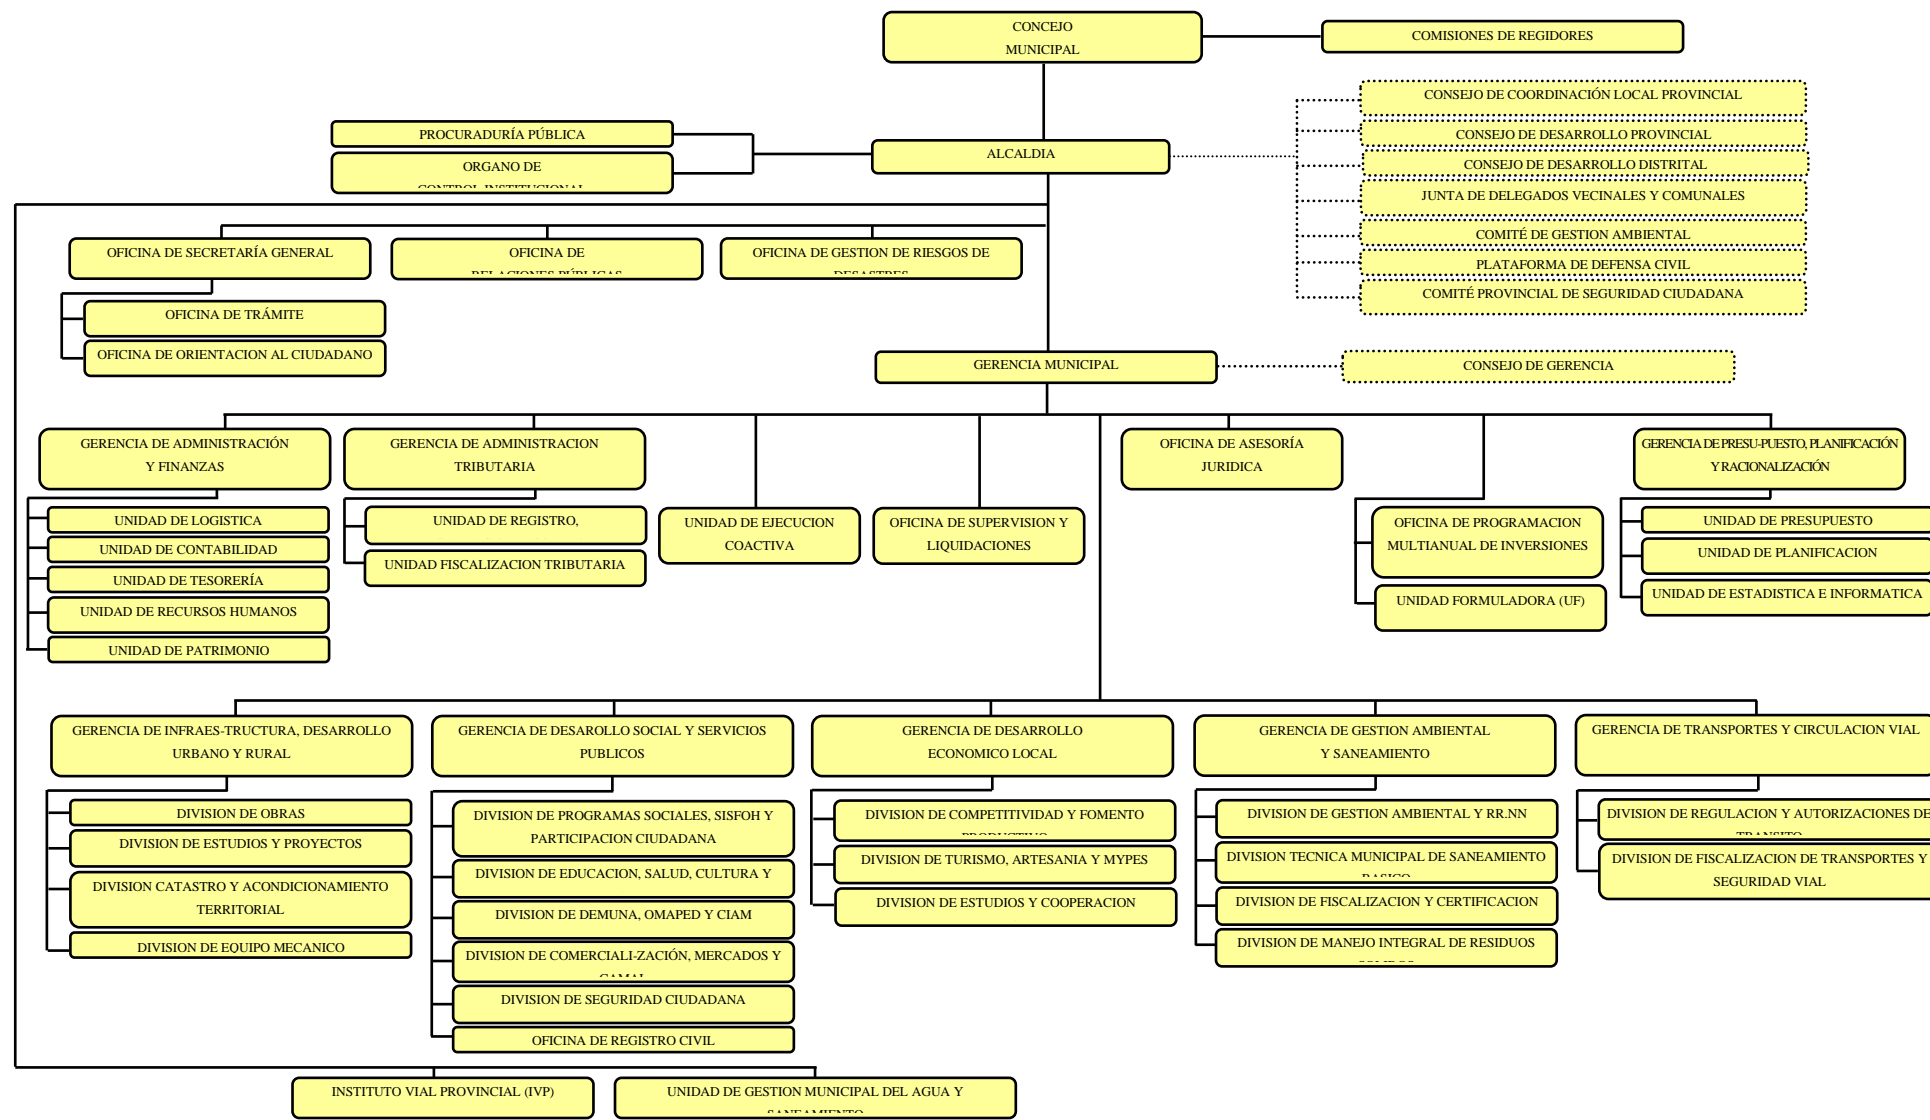 CONCEJO
MUNICIPAL
COMISIONES DE REGIDORES
CONSEJO DE COORDINACIÓN LOCAL PROVINCIAL
PROCURADURÍA PÚBLICA
CONSEJO DE DESARROLLO PROVINCIAL
ALCALDIA
ORGANO DE
CONTROL INSTITUCIONAL
CONSEJO DE DESARROLLO DISTRITAL
JUNTA DE DELEGADOS VECINALES Y COMUNALES
COMITÉ DE GESTION AMBIENTAL
PLATAFORMA DE DEFENSA CIVIL
COMITÉ PROVINCIAL DE SEGURIDAD CIUDADANA
OFICINA DE SECRETARÍA GENERAL
OFICINA DE
RELACIONES PÚBLICAS
OFICINA DE GESTION DE RIESGOS DE
DESASTRES
OFICINA DE TRÁMITE
OFICINA DE ORIENTACION AL CIUDADANO
GERENCIA MUNICIPAL
CONSEJO DE GERENCIA
GERENCIA DE ADMINISTRACIÓN
Y FINANZAS
GERENCIA DE ADMINISTRACION
TRIBUTARIA
OFICINA DE ASESORÍA
JURIDICA
GERENCIA DE PRESU-PUESTO, PLANIFICACIÓN
Y RACIONALIZACIÓN
UNIDAD DE LOGISTICA
UNIDAD DE CONTABILIDAD
UNIDAD DE TESORERÍA
UNIDAD DE RECURSOS HUMANOS
UNIDAD DE PATRIMONIO
UNIDAD DE REGISTRO,
UNIDAD FISCALIZACION TRIBUTARIA
UNIDAD DE EJECUCION
COACTIVA
OFICINA DE SUPERVISION Y
LIQUIDACIONES
OFICINA DE PROGRAMACION
MULTIANUAL DE INVERSIONES
UNIDAD FORMULADORA (UF)
UNIDAD DE PRESUPUESTO
UNIDAD DE PLANIFICACION
UNIDAD DE ESTADISTICA E INFORMATICA
GERENCIA DE INFRAES-TRUCTURA, DESARROLLO
URBANO Y RURAL
GERENCIA DE DESAROLLO SOCIAL Y SERVICIOS
PUBLICOS
GERENCIA DE DESARROLLO
ECONOMICO LOCAL
GERENCIA DE GESTION AMBIENTAL
Y SANEAMIENTO
GERENCIA DE TRANSPORTES Y CIRCULACION VIAL
DIVISION DE OBRAS
DIVISION DE ESTUDIOS Y PROYECTOS
DIVISION CATASTRO Y ACONDICIONAMIENTO
TERRITORIAL
DIVISION DE EQUIPO MECANICO
DIVISION DE PROGRAMAS SOCIALES, SISFOH Y
PARTICIPACION CIUDADANA
DIVISION DE EDUCACION, SALUD, CULTURA Y
DIVISION DE DEMUNA, OMAPED Y CIAM
DIVISION DE COMERCIALI-ZACIÓN, MERCADOS Y
CAMAL
DIVISION DE SEGURIDAD CIUDADANA
OFICINA DE REGISTRO CIVIL
DIVISION DE COMPETITIVIDAD Y FOMENTO
PRODUCTIVO
DIVISION DE TURISMO, ARTESANIA Y MYPES
DIVISION DE ESTUDIOS Y COOPERACION
DIVISION DE GESTION AMBIENTAL Y RR.NN
DIVISION TECNICA MUNICIPAL DE SANEAMIENTO
BASICO
DIVISION DE FISCALIZACION Y CERTIFICACION
DIVISION DE MANEJO INTEGRAL DE RESIDUOS
SOLIDOS
DIVISION DE REGULACION Y AUTORIZACIONES DE
TRANSITO
DIVISION DE FISCALIZACION DE TRANSPORTES Y
SEGURIDAD VIAL
INSTITUTO VIAL PROVINCIAL (IVP)
UNIDAD DE GESTION MUNICIPAL DEL AGUA Y
SANEAMIENTO